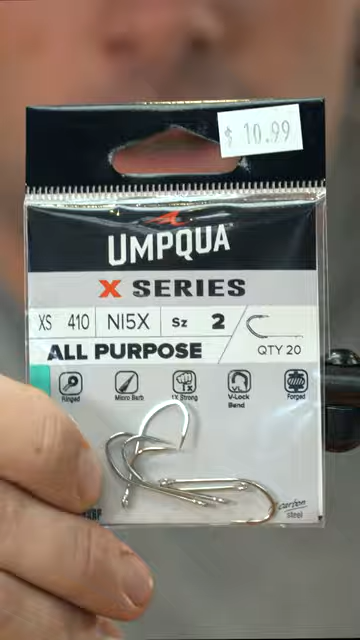 $ 10.99
UMPQUA
X SERIES
XS 410 NI5X Sz 2
ALL PURPOSE QTY 20
Ringed Micro Barb 1X Strong V-Lock Bend Forged
carbon steel